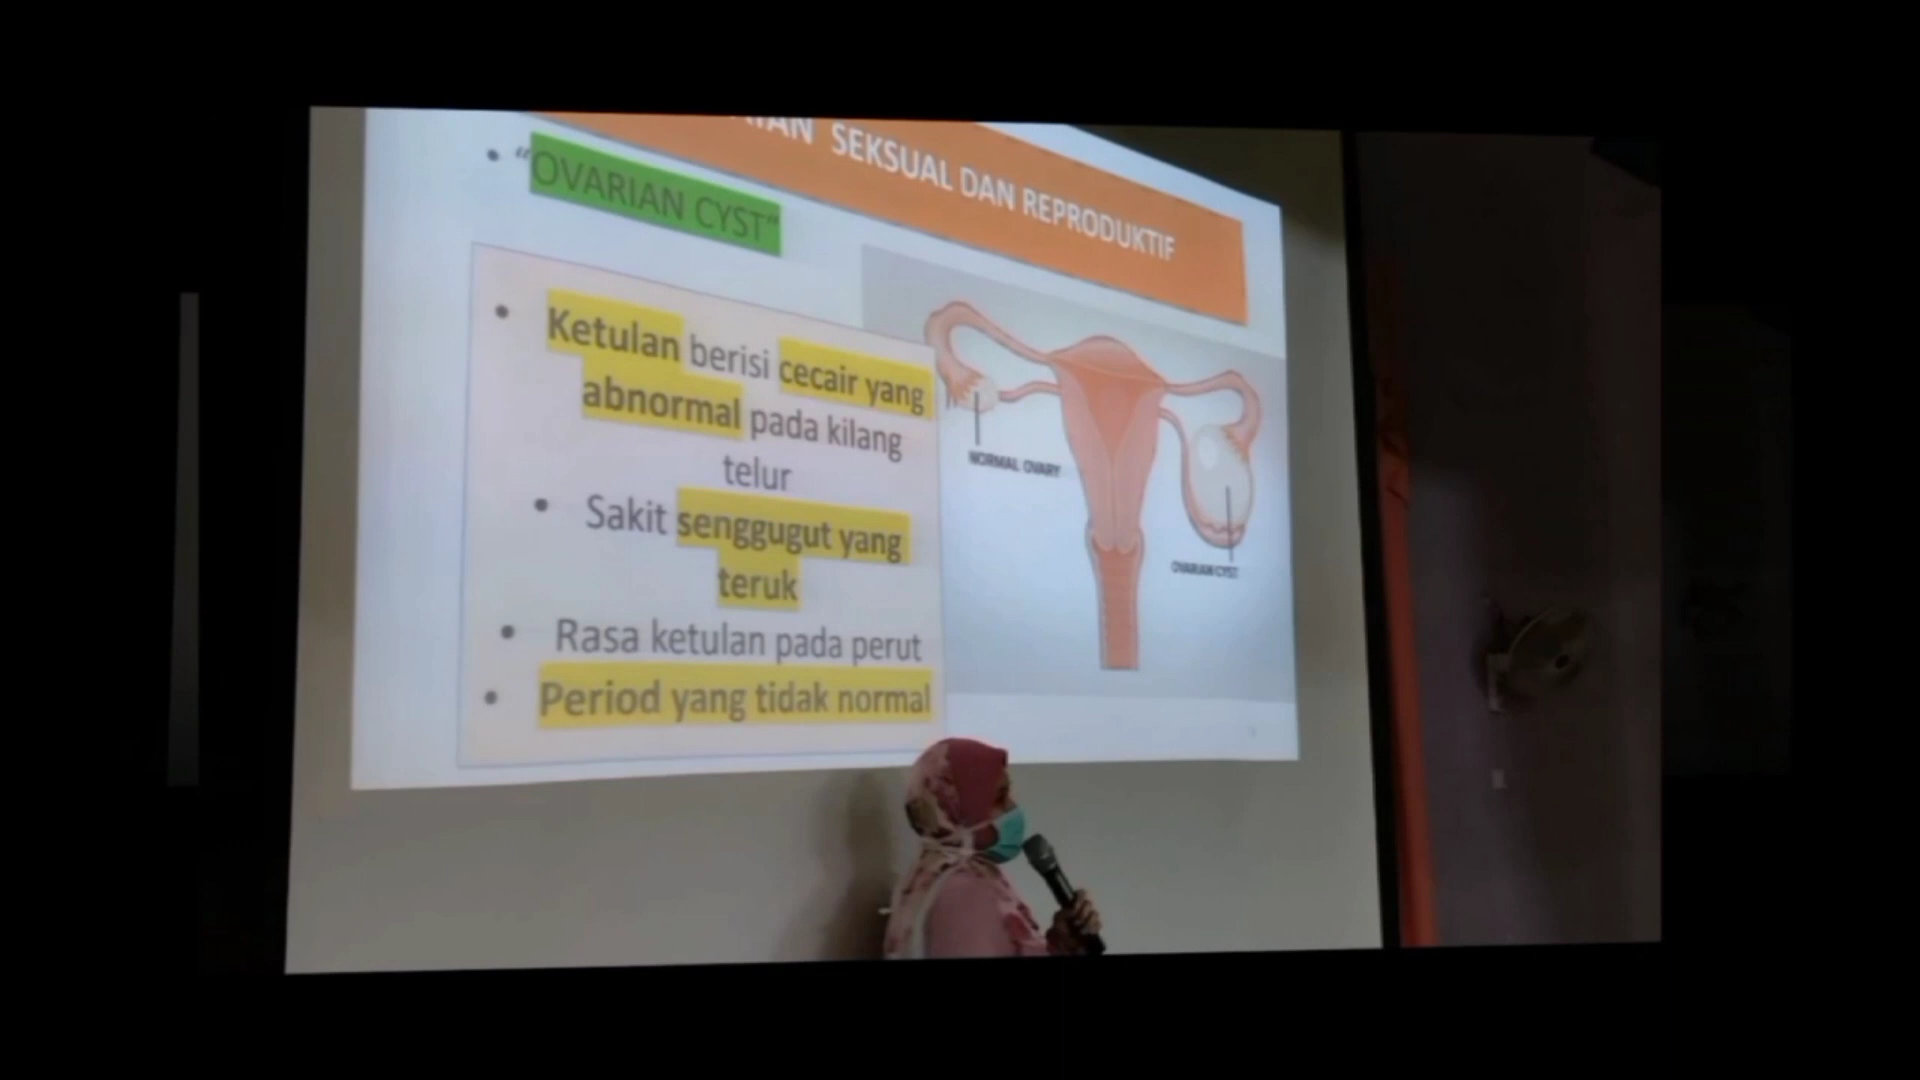 SEKSUAL DAN REPRODUKTIF
• “OVARIAN CYST”
• Ketulan berisi cecair yang
abnormal pada kilang
telur
• Sakit senggugut yang
teruk
• Rasa ketulan pada perut
• Period yang tidak normal
NORMAL OVARY
OVARIAN CYST